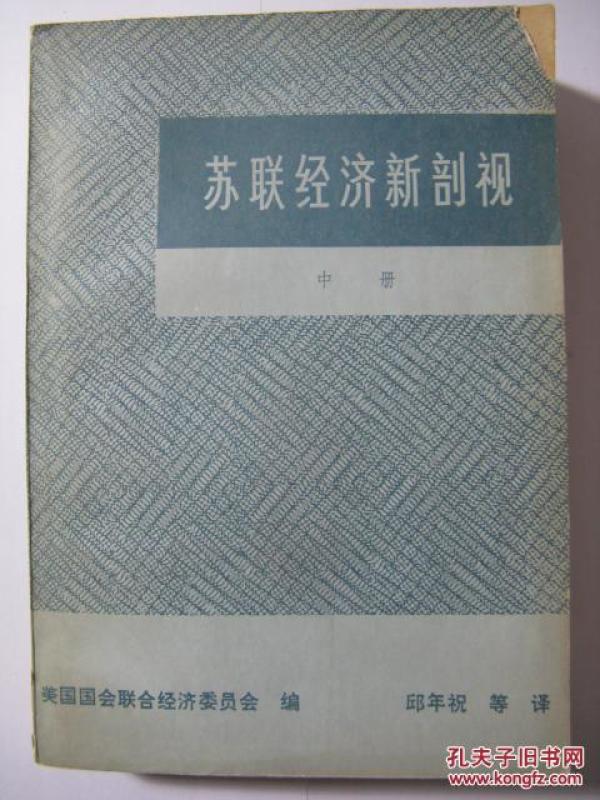 苏联经济新剖视
中 册
美国国会联合经济委员会 编 邱年祝 等 译
孔夫子旧书网
www.kongfz.com